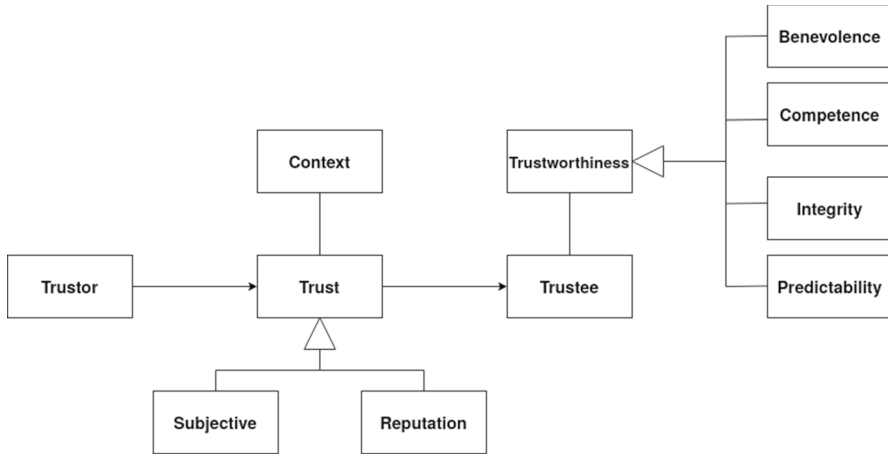 Benevolence
Competence
Context
Trustworthiness
Integrity
Trustor
Trust
Trustee
Predictability
Subjective
Reputation